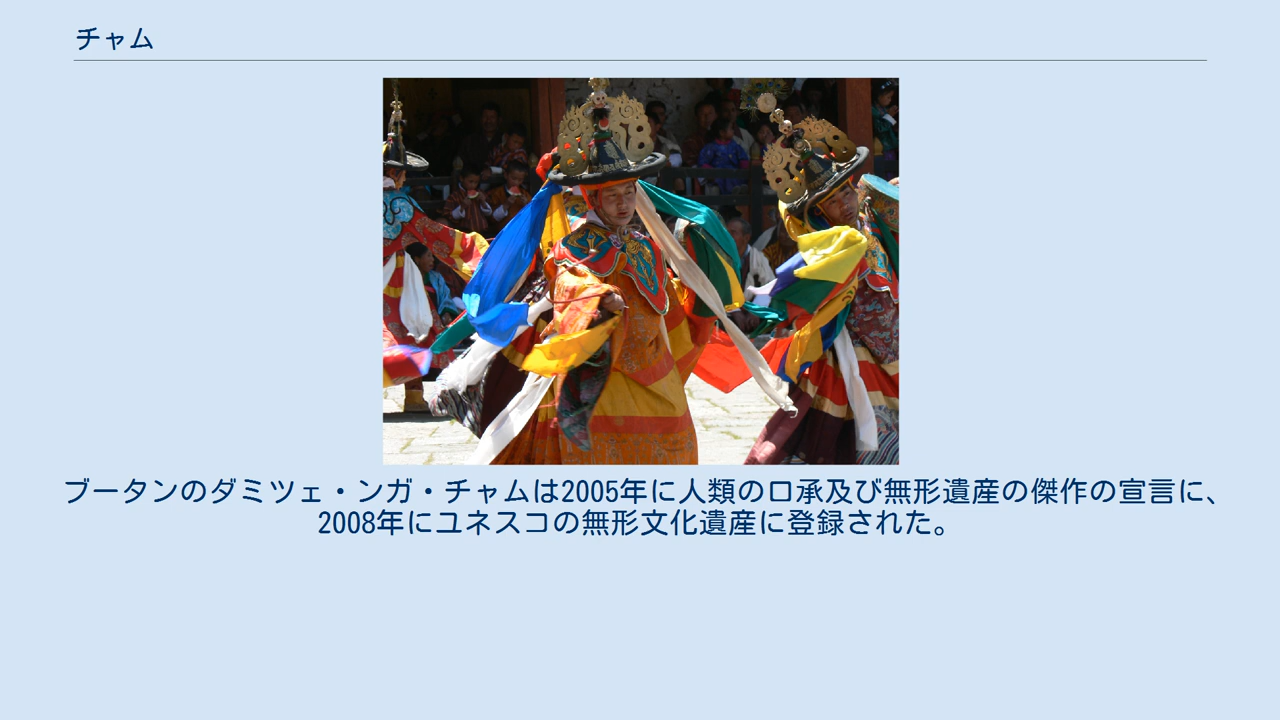 チャム
ブータンのダミツェ・ンガ・チャムは2005年に人類の口承及び無形遺産の傑作の宣言に、
2008年にユネスコの無形文化遺産に登録された。